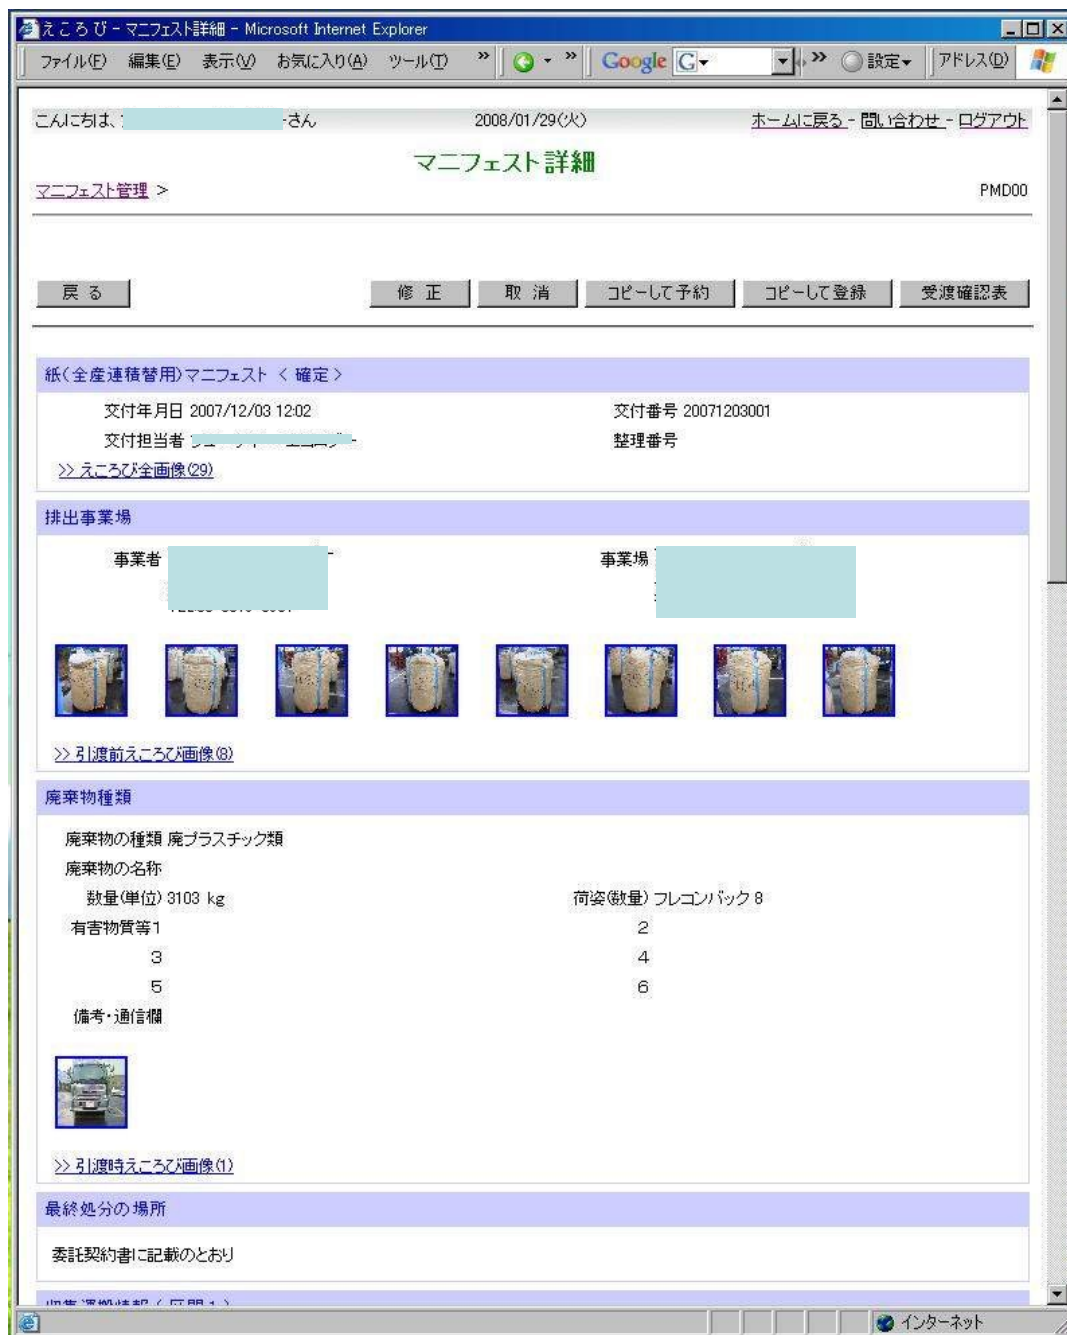 えころび - マニフェスト詳細 - Microsoft Internet Explorer
ファイル(F) 編集(E) 表示(V) お気に入り(A) ツール(T) » » Google G » 設定 アドレス(D)
こんにちは、 さん 2008/01/29(火) ホームに戻る - 問い合わせ - ログアウト
マニフェスト詳細
マニフェスト管理 > PMD00
戻る 修正 取消 コピーして予約 コピーして登録 受渡確認表
紙(全産連積替用)マニフェスト < 確定 >
交付年月日 2007/12/03 12:02 交付番号 20071203001
交付担当者 整理番号
>> えころび全画像(29)
排出事業場
事業者 事業場
>> 引渡前えころび画像(8)
廃棄物種類
廃棄物の種類 廃プラスチック類
廃棄物の名称
数量(単位) 3103 kg 荷姿(数量) フレコンバック 8
有害物質等1 2
3 4
5 6
備考・通信欄
>> 引渡時えころび画像(1)
最終処分の場所
委託契約書に記載のとおり
インターネット